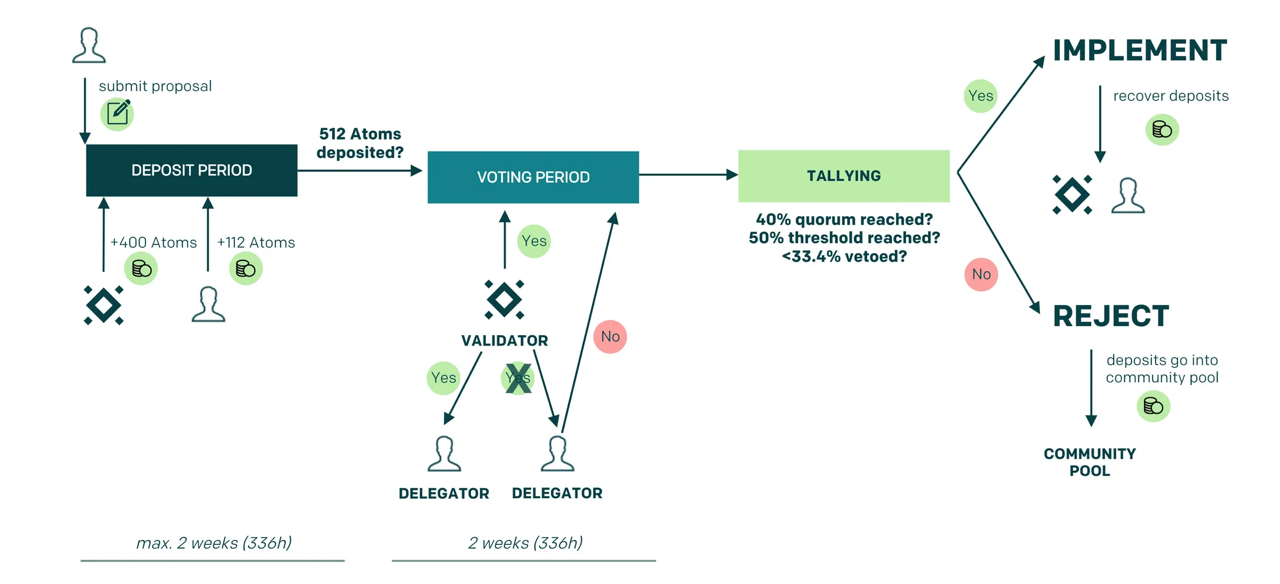 submit proposal
DEPOSIT PERIOD
+400 Atoms
+112 Atoms
512 Atoms
deposited?
VOTING PERIOD
Yes
VALIDATOR
Yes
Yes
No
DELEGATOR
DELEGATOR
TALLYING
40% quorum reached?
50% threshold reached?
<33.4% vetoed?
Yes
No
IMPLEMENT
recover deposits
REJECT
deposits go into
community pool
COMMUNITY
POOL
max. 2 weeks (336h)
2 weeks (336h)